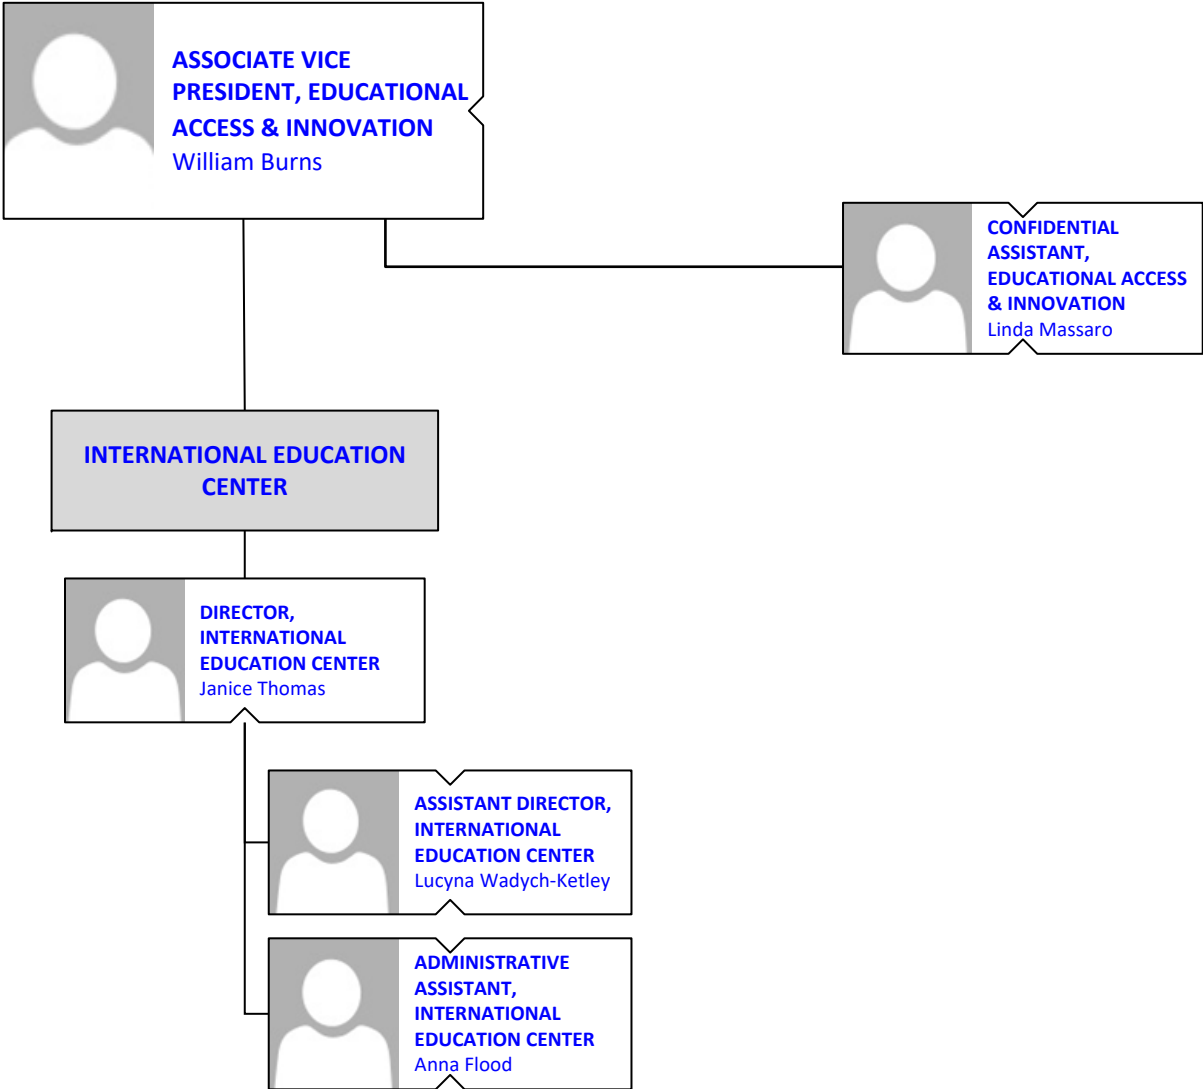 ASSOCIATE VICE
PRESIDENT, EDUCATIONAL
ACCESS & INNOVATION
William Burns
CONFIDENTIAL
ASSISTANT,
EDUCATIONAL ACCESS
& INNOVATION
Linda Massaro
INTERNATIONAL EDUCATION
CENTER
DIRECTOR,
INTERNATIONAL
EDUCATION CENTER
Janice Thomas
ASSISTANT DIRECTOR,
INTERNATIONAL
EDUCATION CENTER
Lucyna Wadych-Ketley
ADMINISTRATIVE
ASSISTANT,
INTERNATIONAL
EDUCATION CENTER
Anna Flood